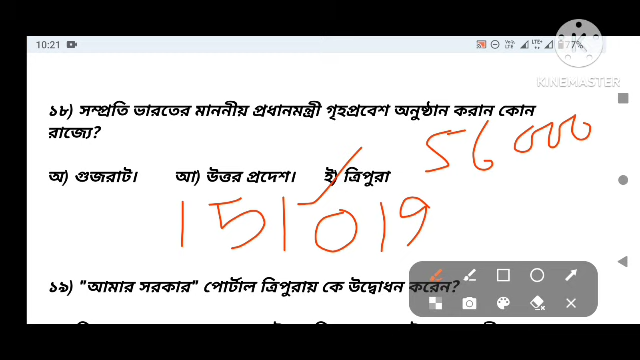 10:21 77%
KINEMASTER
১৮) সম্প্রতি ভারতের মাননীয় প্রধানমন্ত্রী গৃহপ্রবেশ অনুষ্ঠান করান কোন
রাজ্যে?
56000
অ) গুজরাট। আ) উত্তর প্রদেশ। ই) ত্রিপুরা
151019
১৯) "আমার সরকার" পোর্টাল ত্রিপুরায় কে উদ্বোধন করেন?